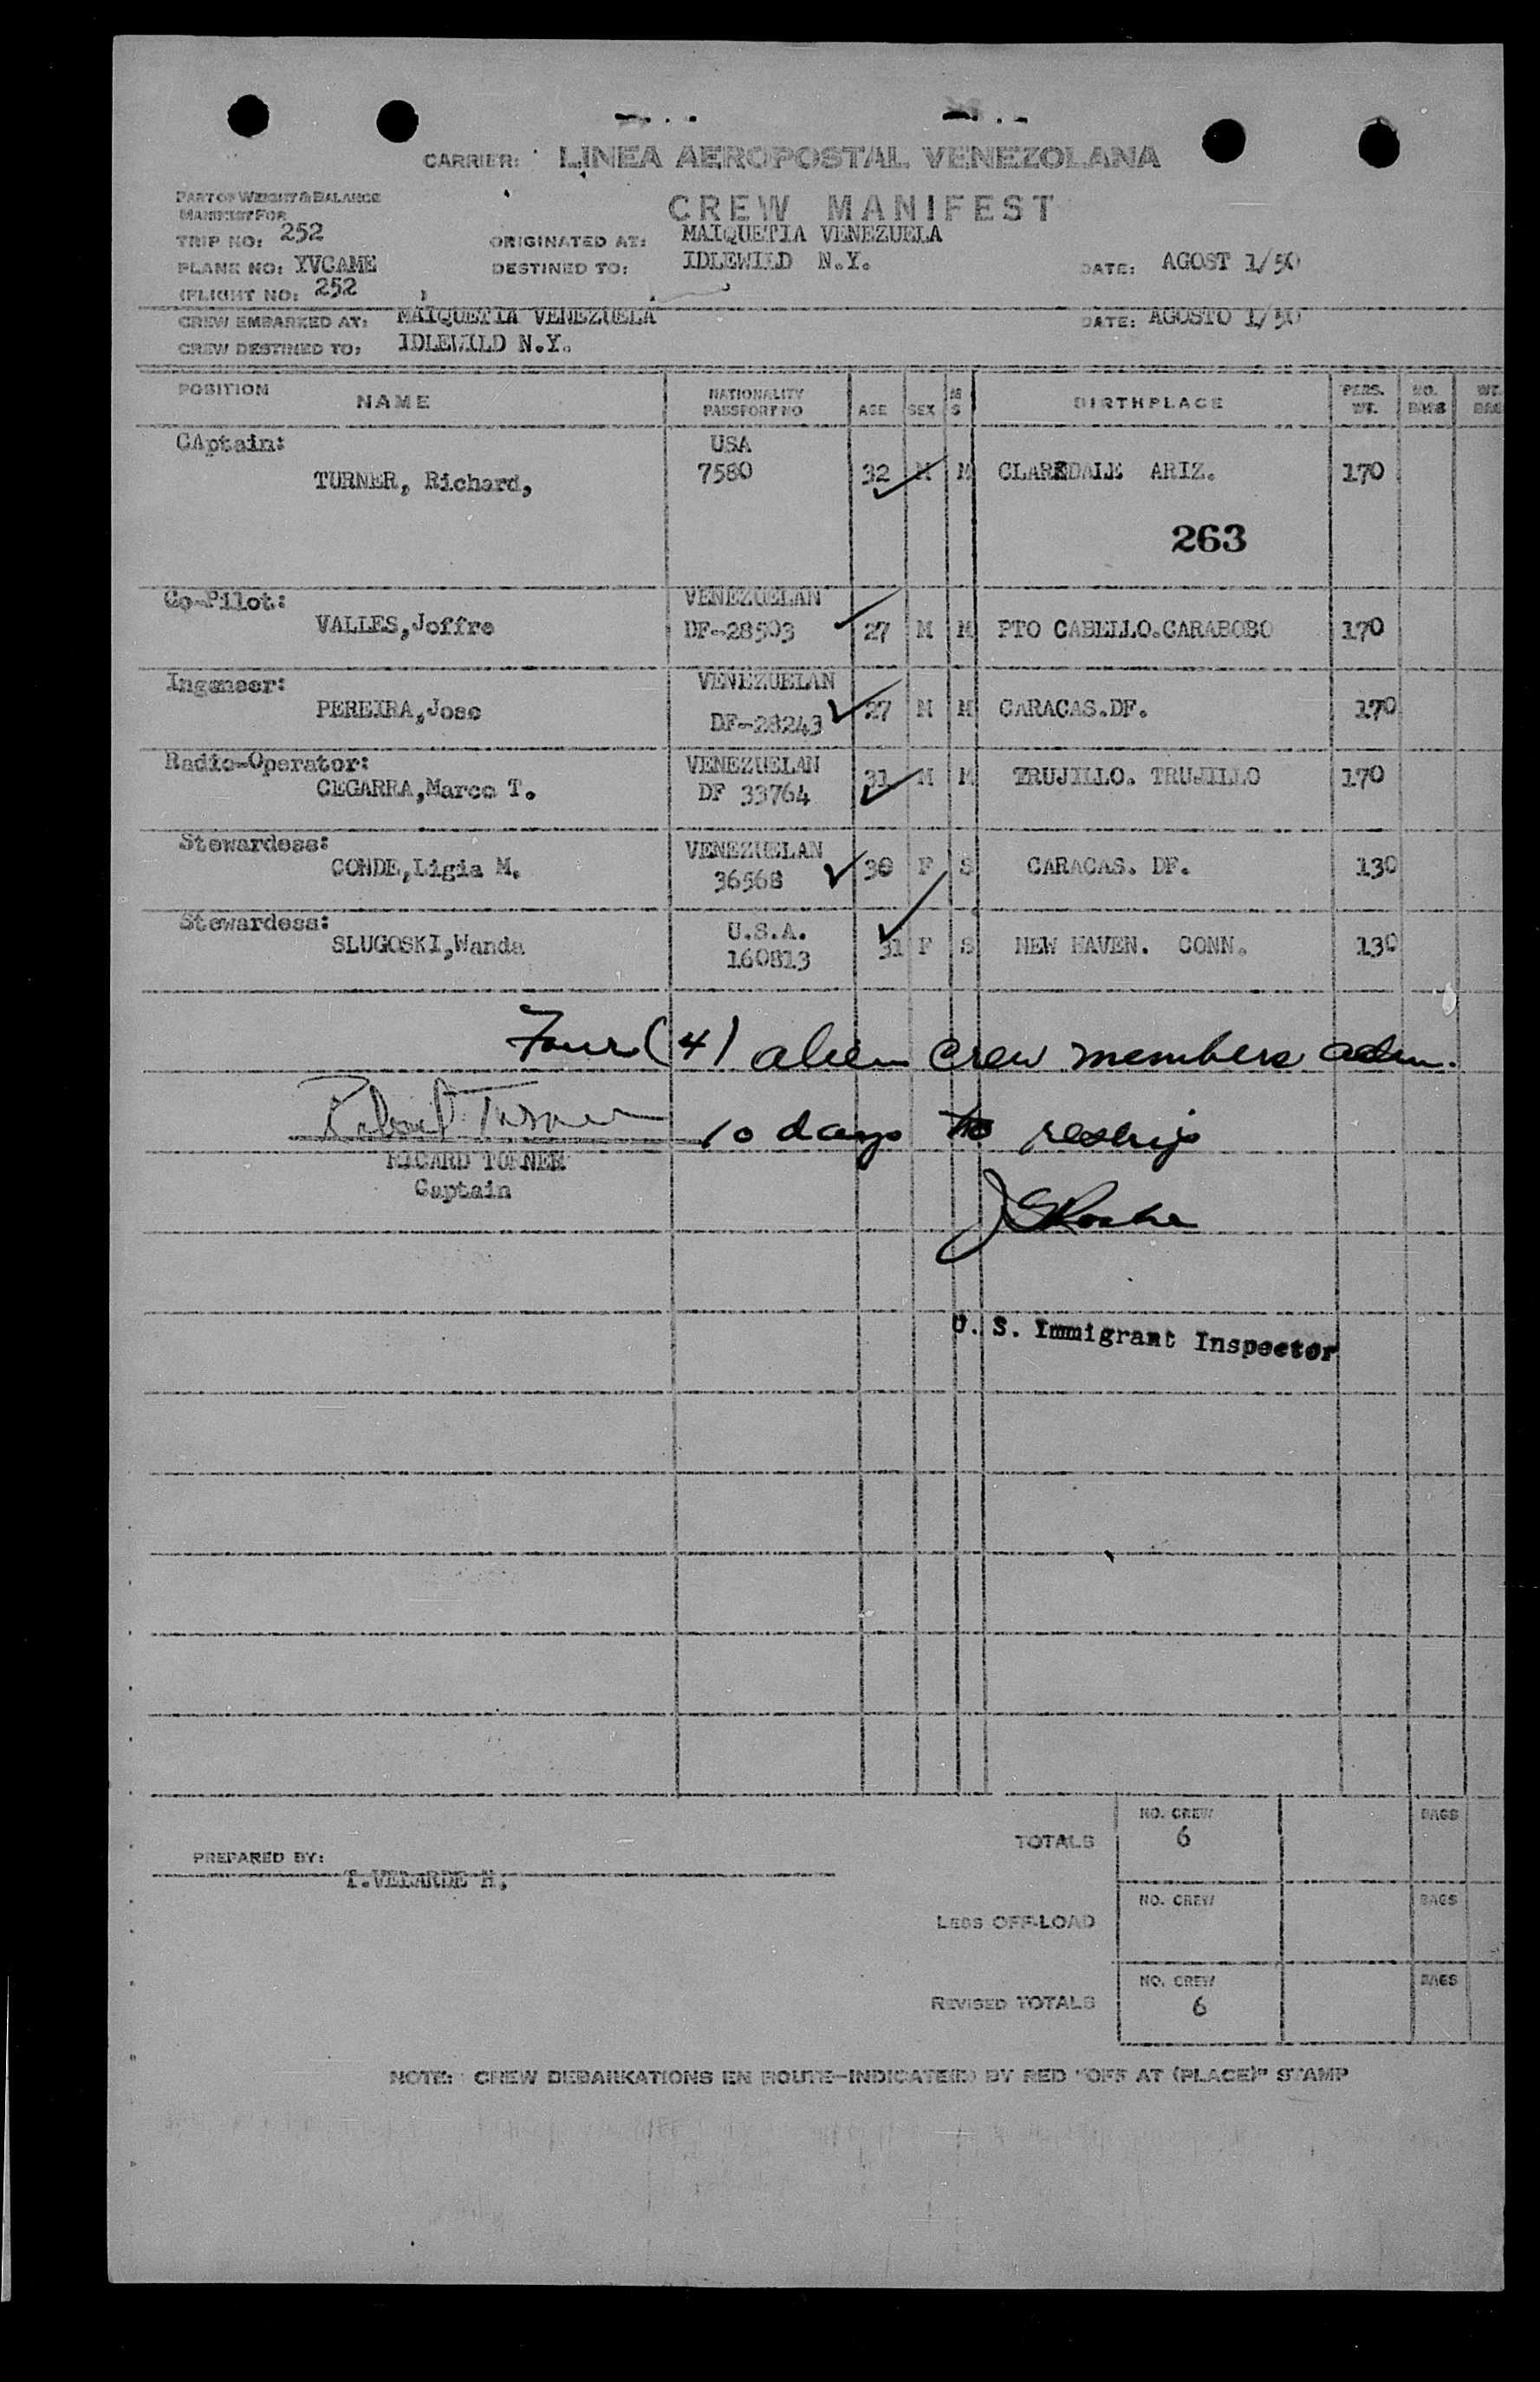 CARRIER: LINEA AEROPOSTAL VENEZOLANA
PART OF WEIGHT & BALANCE
MANIFEST FOR
CREW MANIFEST
TRIP NO: 252 ORIGINATED AT: MAIQUETIA VENEZUELA
PLANE NO: YVCAME DESTINED TO: IDLEWILD N.Y. DATE: AGOST 1/50
(FLIGHT NO: 252
CREW EMBARKED AT: MAIQUETIA VENEZUELA DATE: AGOSTO 1/50
CREW DESTINED TO: IDLEWILD N.Y.
POSITION NAME NATIONALITY PASSPORT NO AGE SEX M S BIRTHPLACE PERS. WT. NO. BAGS WT.
CAptain: USA
TURNER, Richard, 7580 32 M M CLAREDALE ARIZ. 170
263
Co-Pilot: VENEZUELAN
VALLES,Joffre DF-28503 27 M M PTO CABELLO.CARABOBO 170
Ingeneer: VENEZUELAN
PEREIRA,Jose DF-28243 27 M M CARACAS.DF. 170
Radio-Operator: VENEZUELAN
CEGARRA,Marco T. DF 33764 31 M M TRUJILLO. TRUJILLO 170
Stewardess: VENEZUELAN
CONDE,Ligia M. 36568 30 F S CARACAS. DF. 130
Stewardess: U.S.A.
SLUGOSKI,Wanda 160813 31 F S NEW HAVEN. CONN. 130
Four (4) alien crew members adm.
10 days to reship
RICARD TURNER
Captain
U. S. Immigrant Inspector
NO. CREW BAGS
TOTALS 6
PREPARED BY: T.VELARDE H.
NO. CREW BAGS
LESS OFF-LOAD
NO. CREW BAGS
REVISED TOTALS 6
NOTE: CREW DEBARKATIONS EN ROUTE—INDICATE(D) BY RED "OFF AT (PLACE)" STAMP